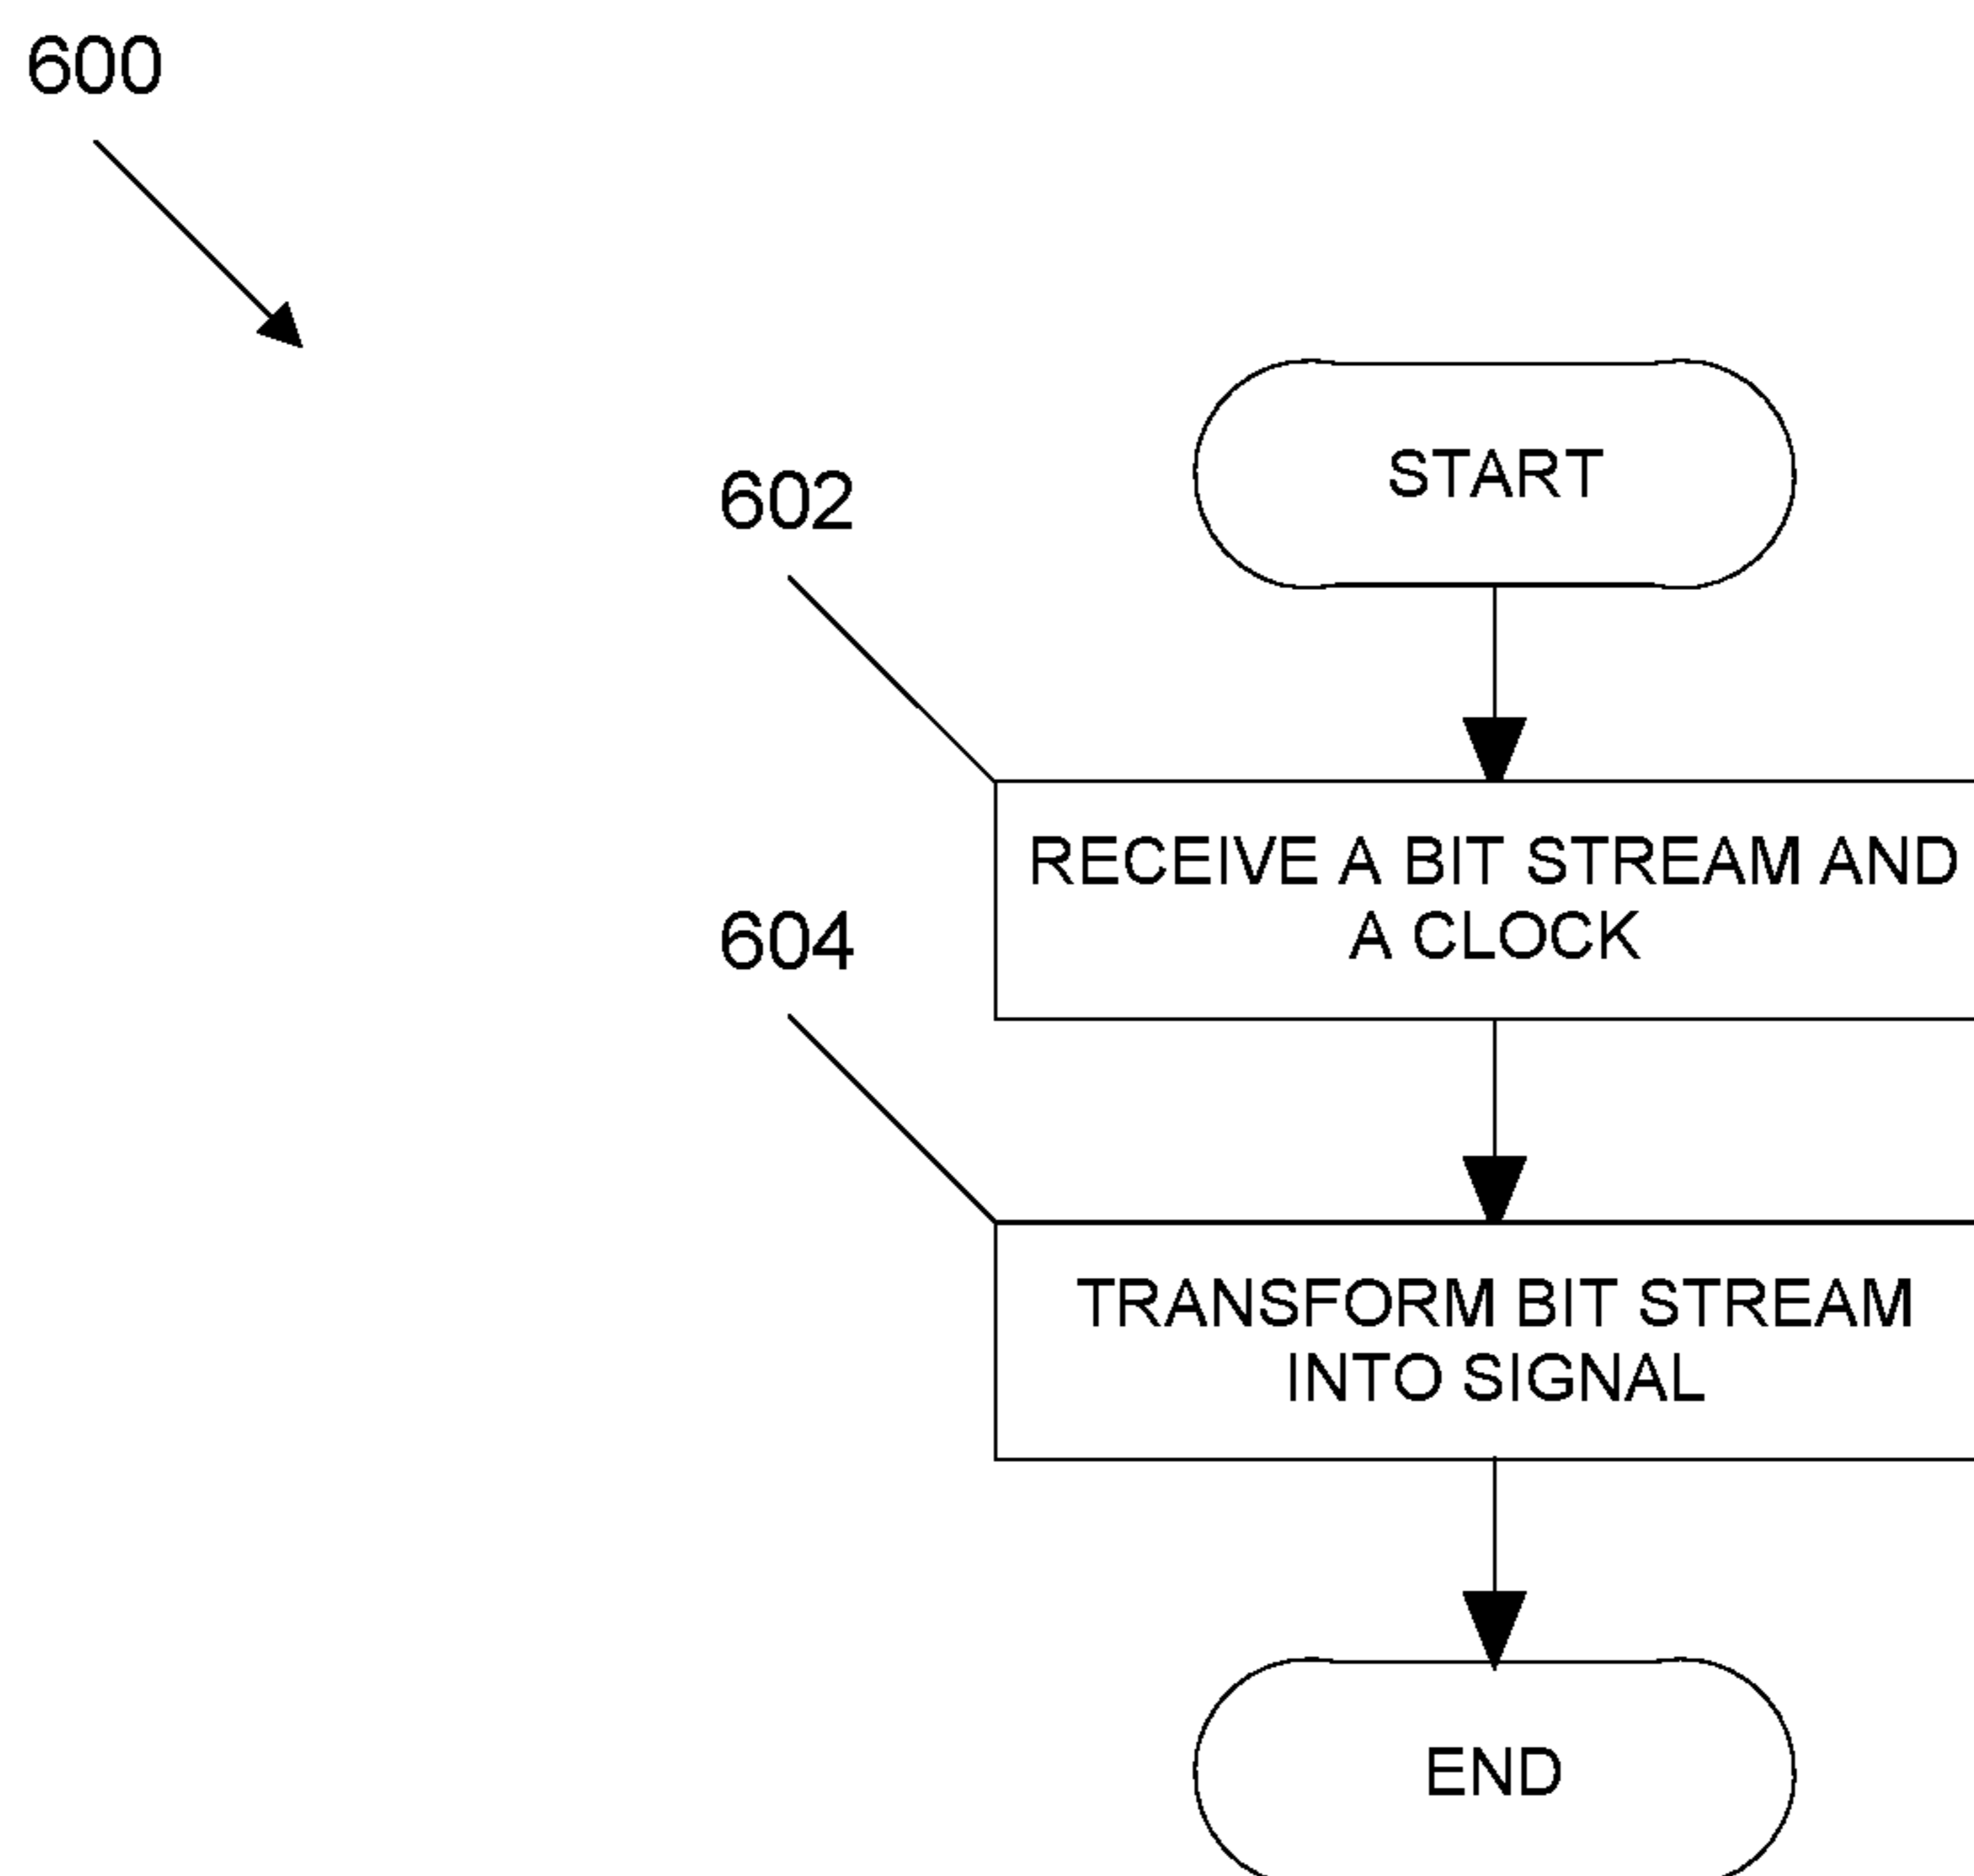 600
START
602
RECEIVE A BIT STREAM AND
A CLOCK
604
TRANSFORM BIT STREAM
INTO SIGNAL
END